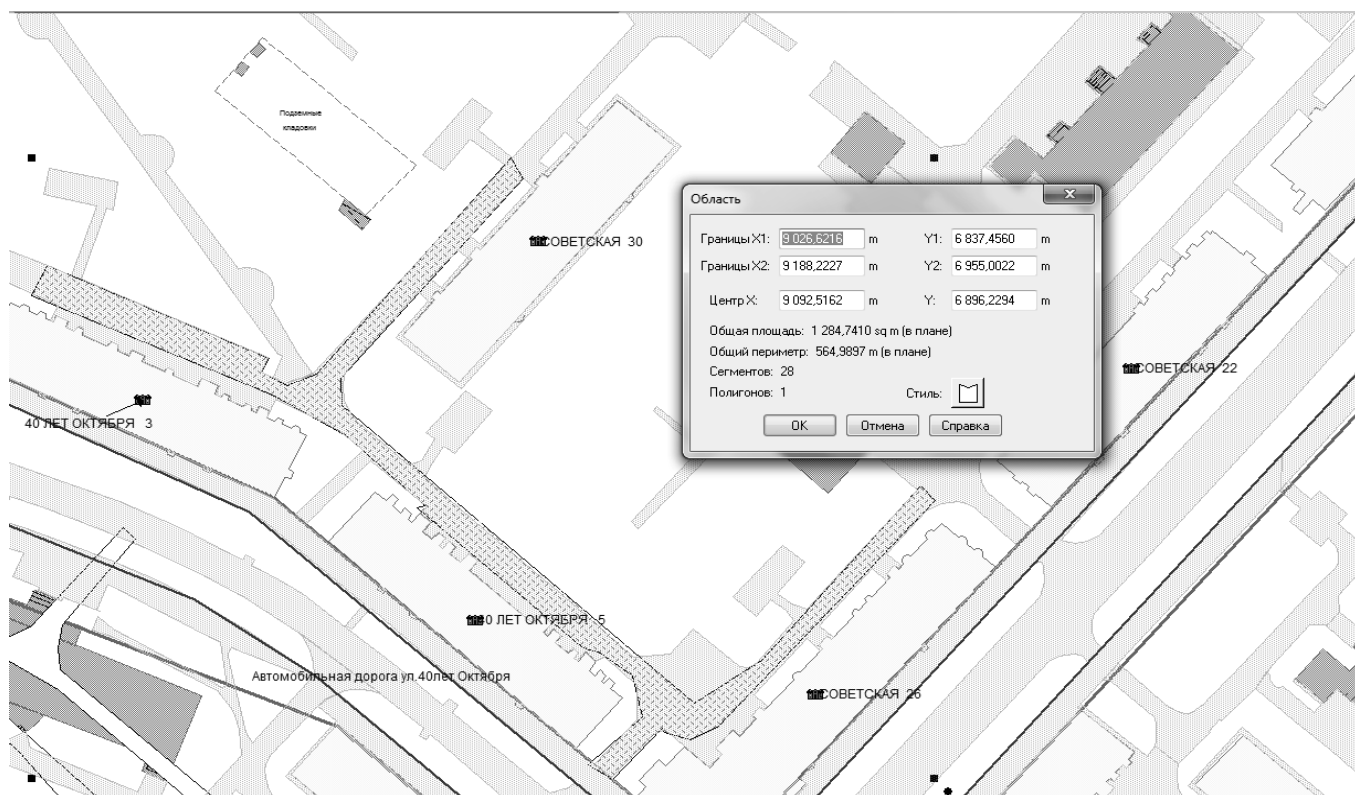 Подземные
кладовки
СОВЕТСКАЯ 30
40 ЛЕТ ОКТЯБРЯ 3
Область
x
Границы X1: 9 026,6216 m Y1: 6 837,4560 m
Границы X2: 9 188,2227 m Y2: 6 955,0022 m
Центр X: 9 092,5162 m Y: 6 896,2294 m
Общая площадь: 1 284,7410 sq m (в плане)
Общий периметр: 564,9897 m (в плане)
Сегментов: 28
Полигонов: 1 Стиль:
OK Отмена Справка
СОВЕТСКАЯ 22
40 ЛЕТ ОКТЯБРЯ 5
Автомобильная дорога ул.40лет Октября
СОВЕТСКАЯ 26